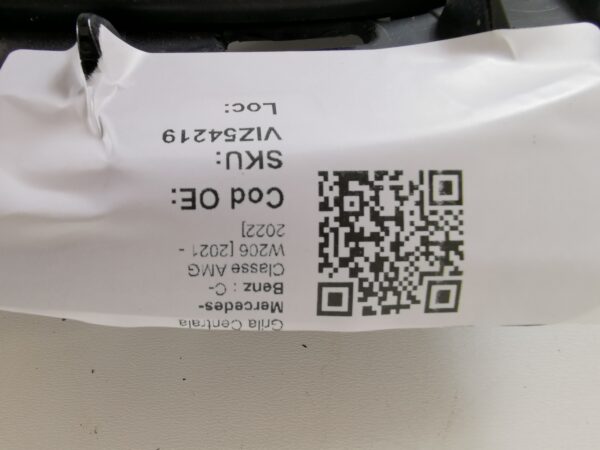 Grila Centrala
Mercedes-
Benz : C-
Classe AMG
W206 [2021 -
2022]
Cod OE:
SKU:
VIZ54219
Loc: